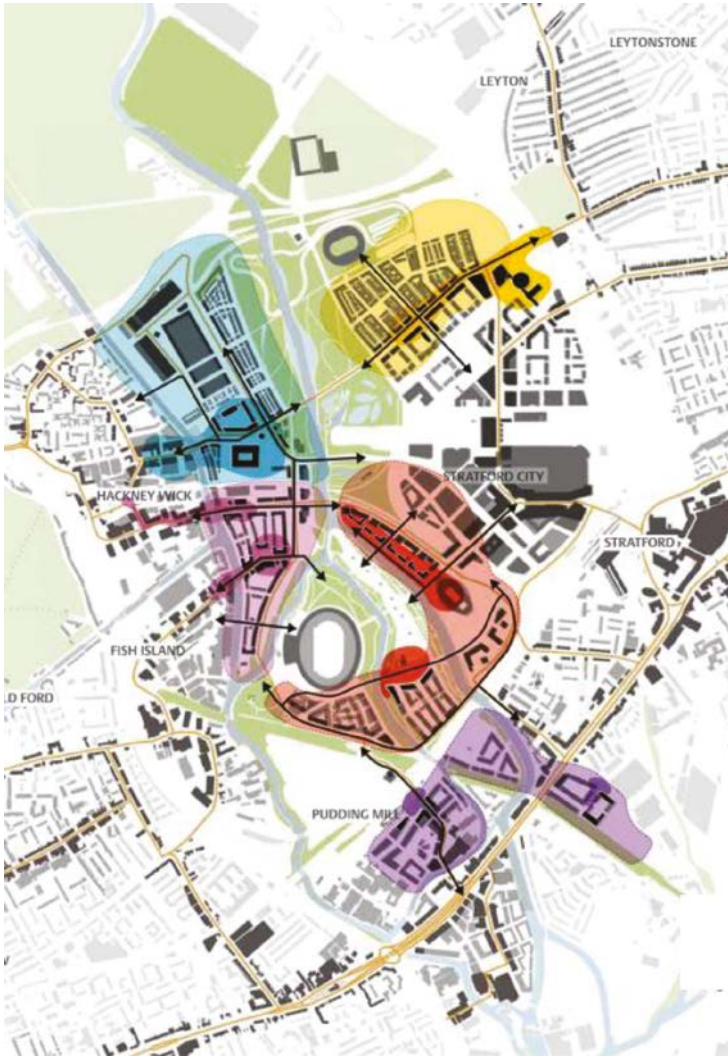 LEYTONSTONE
LEYTON
STRATFORD CITY
HACKNEY WICK
STRATFORD
FISH ISLAND
LD FORD
PUDDING MILL